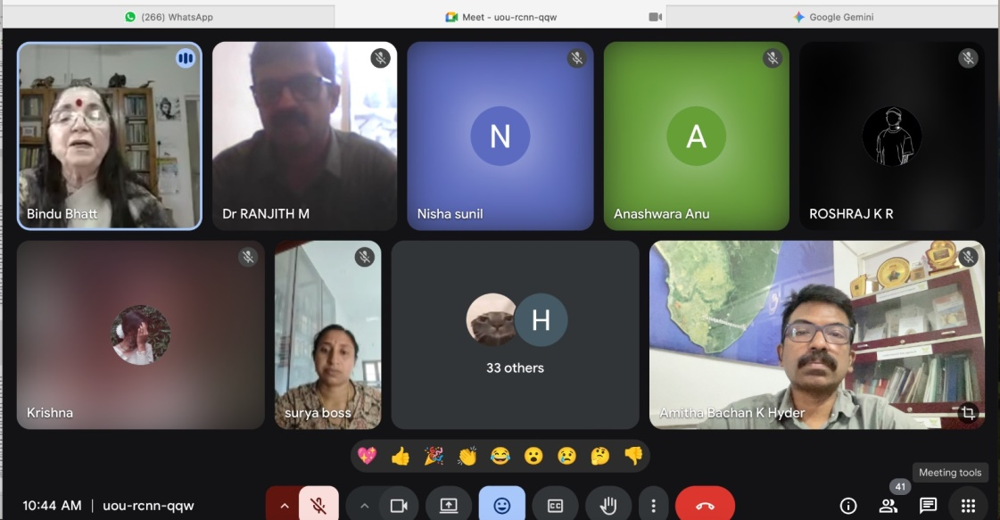 (266) WhatsApp
Meet - uou-rcnn-qqw
Google Gemini
Bindu Bhatt
Dr RANJITH M
N
Nisha sunil
A
Anashwara Anu
ROSHRAJ K R
Krishna
surya boss
H
33 others
Amitha Bachan K Hyder
Meeting tools
10:44 AM | uou-rcnn-qqw
CC
41